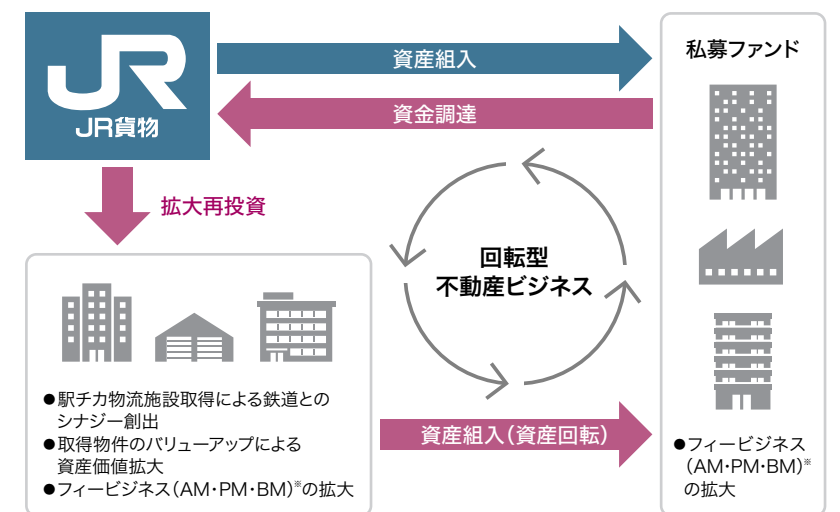 JR
JR貨物
資産組入
資金調達
私募ファンド
拡大再投資
回転型
不動産ビジネス
●駅チカ物流施設取得による鉄道との
シナジー創出
●取得物件のバリューアップによる
資産価値拡大
●フィービジネス(AM・PM・BM)※の拡大
資産組入(資産回転)
●フィービジネス
(AM・PM・BM)※
の拡大